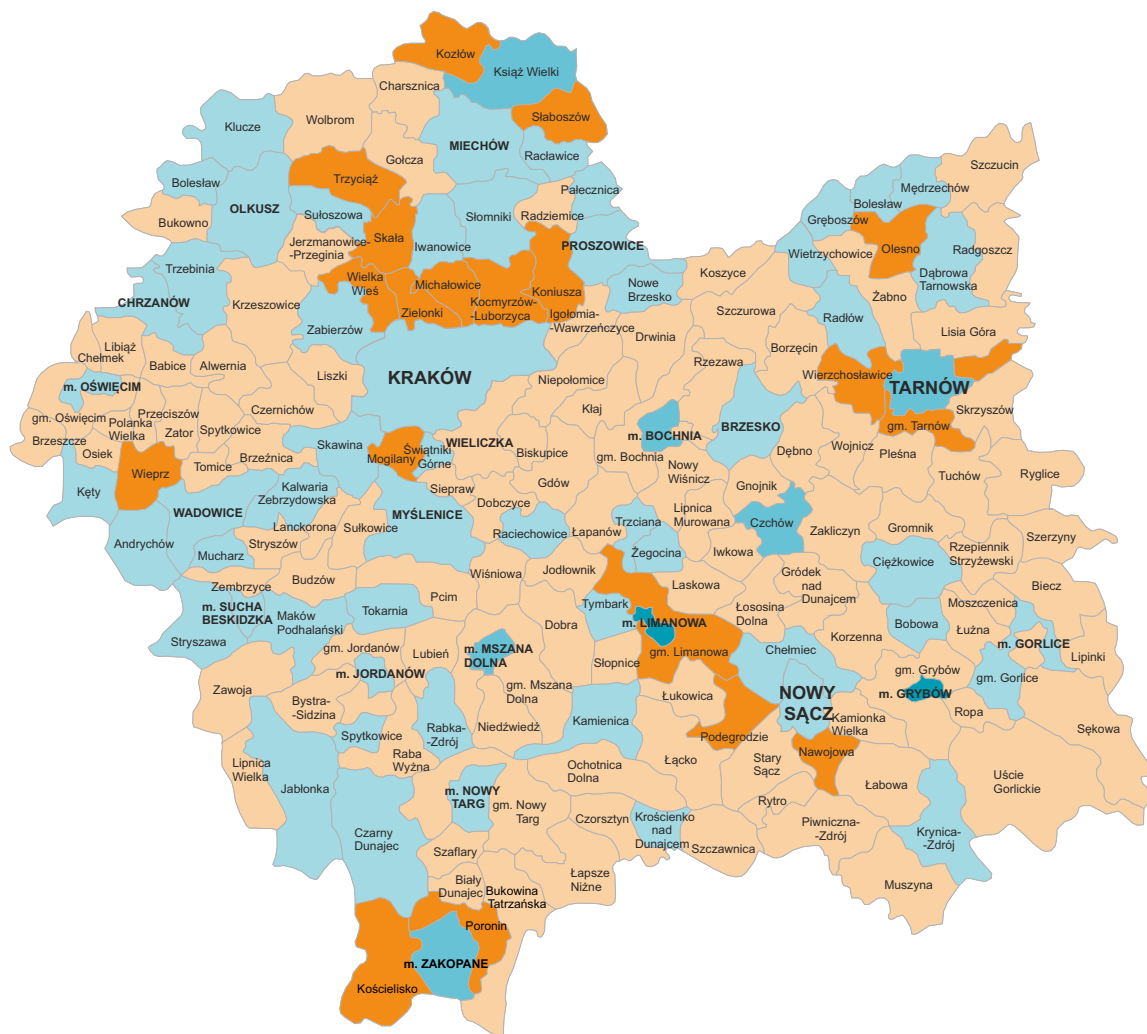 Kozłów
Książ Wielki
Charsznica
Słaboszów
Wolbrom
Klucze
MIECHÓW
Racławice
Gołcza
Trzyciąż
Bolesław
Pałecznica
OLKUSZ
Sułoszowa
Słomniki
Radziemice
Bukowno
Skała
Iwanowice
PROSZOWICE
Jerzmanowice-
-Przeginia
Szczucin
Mędrzechów
Bolesław
Gręboszów
Olesno
Radgoszcz
Wietrzychowice
Dąbrowa
Tarnowska
Żabno
Trzebinia
CHRZANÓW
Krzeszowice
Wielka
Wieś
Michałowice
Zielonki
Kocmyrzów-
-Luborzyca
Koniusza
Nowe
Brzesko
Koszyce
Igołomia-
-Wawrzeńczyce
Szczurowa
Zabierzów
Radłów
Lisia Góra
Drwinia
Borzęcin
Libiąż
Chełmek
Babice
Alwernia
Liszki
KRAKÓW
Niepołomice
Rzezawa
Wierzchosławice
TARNÓW
m. OŚWIĘCIM
gm. Oświęcim
Polanka
Wielka
Przeciszów
Zator
Spytkowice
Czernichów
Kłaj
Skrzyszów
gm. Tarnów
Brzeszcze
Osiek
Skawina
Mogilany
Świątniki
Górne
WIELICZKA
Biskupice
m. BOCHNIA
gm. Bochnia
BRZESKO
Dębno
Wojnicz
Pleśna
Brzeźnica
Tomice
Wieprz
Kęty
Kalwaria
Zebrzydowska
Siepraw
Dobczyce
Gdów
Nowy
Wiśnicz
Gnojnik
Tuchów
Ryglice
WADOWICE
Lanckorona
Sułkowice
MYŚLENICE
Raciechowice
Łapanów
Trzciana
Lipnica
Murowana
Czchów
Zakliczyn
Gromnik
Szerzyny
Andrychów
Mucharz
Stryszów
Żegocina
Iwkowa
Rzepiennik
Strzyżewski
Ciężkowice
Zembrzyce
Budzów
Wiśniowa
Jodłownik
Laskowa
Gródek
nad
Dunajcem
Biecz
m. SUCHA
BESKIDZKA
Maków
Podhalański
Tokarnia
Pcim
Tymbark
Łososina
Dolna
Moszczenica
Stryszawa
Dobra
m. LIMANOWA
Bobowa
Łużna
gm. Jordanów
Lubień
m. MSZANA
DOLNA
Słopnice
gm. Limanowa
Chełmiec
Korzenna
m. GORLICE
Lipinki
m. JORDANÓW
gm. Grybów
gm. Gorlice
Zawoja
Bystra-
-Sidzina
gm. Mszana
Dolna
Łukowica
NOWY
SĄCZ
m. GRYBÓW
Ropa
Sękowa
Spytkowice
Rabka-
-Zdrój
Niedźwiedź
Kamienica
Podegrodzie
Kamionka
Wielka
Nawojowa
Lipnica
Wielka
Raba
Wyżna
Ochotnica
Dolna
Łącko
Stary
Sącz
Łabowa
Uście
Gorlickie
Jabłonka
m. NOWY
TARG
gm. Nowy
Targ
Rytro
Czorsztyn
Krościenko
nad
Dunajcem
Szczawnica
Piwniczna-
-Zdrój
Krynica-
-Zdrój
Czarny
Dunajec
Szaflary
Muszyna
Biały
Dunajec
Bukowina
Tatrzańska
Łapsze
Niżne
Poronin
m. ZAKOPANE
Kościelisko